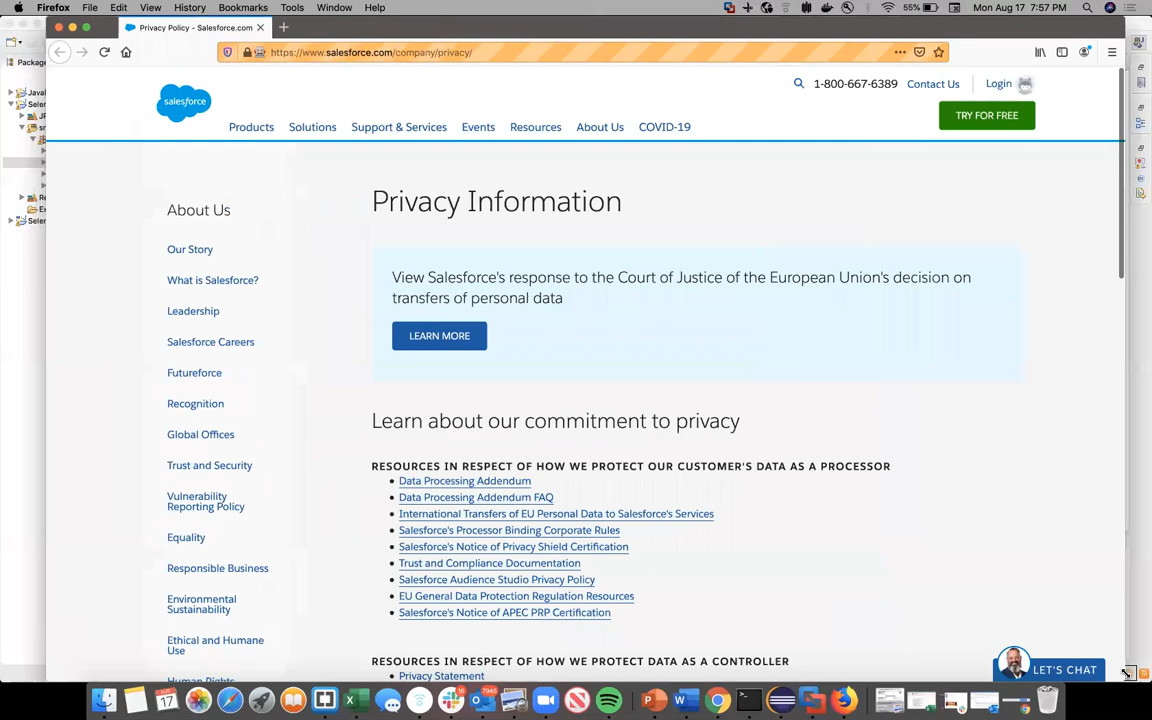 Firefox File Edit View History Bookmarks Tools Window Help 55% Mon Aug 17 7:57 PM
Privacy Policy - Salesforce.com
https://www.salesforce.com/company/privacy/
Package
Java
Seler
salesforce
1-800-667-6389 Contact Us Login
TRY FOR FREE
Products Solutions Support & Services Events Resources About Us COVID-19
About Us
Our Story
What is Salesforce?
Leadership
Salesforce Careers
Futureforce
Recognition
Global Offices
Trust and Security
Vulnerability
Reporting Policy
Equality
Responsible Business
Environmental
Sustainability
Ethical and Humane
Use
Human Rights
Privacy Information
View Salesforce's response to the Court of Justice of the European Union's decision on
transfers of personal data
LEARN MORE
Learn about our commitment to privacy
RESOURCES IN RESPECT OF HOW WE PROTECT OUR CUSTOMER'S DATA AS A PROCESSOR
• Data Processing Addendum
• Data Processing Addendum FAQ
• International Transfers of EU Personal Data to Salesforce's Services
• Salesforce's Processor Binding Corporate Rules
• Salesforce's Notice of Privacy Shield Certification
• Trust and Compliance Documentation
• Salesforce Audience Studio Privacy Policy
• EU General Data Protection Regulation Resources
• Salesforce's Notice of APEC PRP Certification
RESOURCES IN RESPECT OF HOW WE PROTECT DATA AS A CONTROLLER
• Privacy Statement
LET'S CHAT